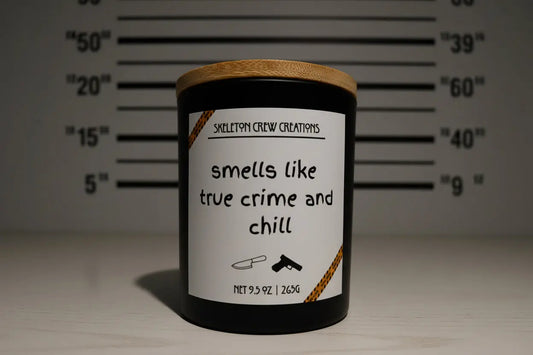 50
39
20
60
15
40
5
9
SKELETON CREW CREATIONS
smells like
true crime and
chill
NET 9.5 OZ | 265G